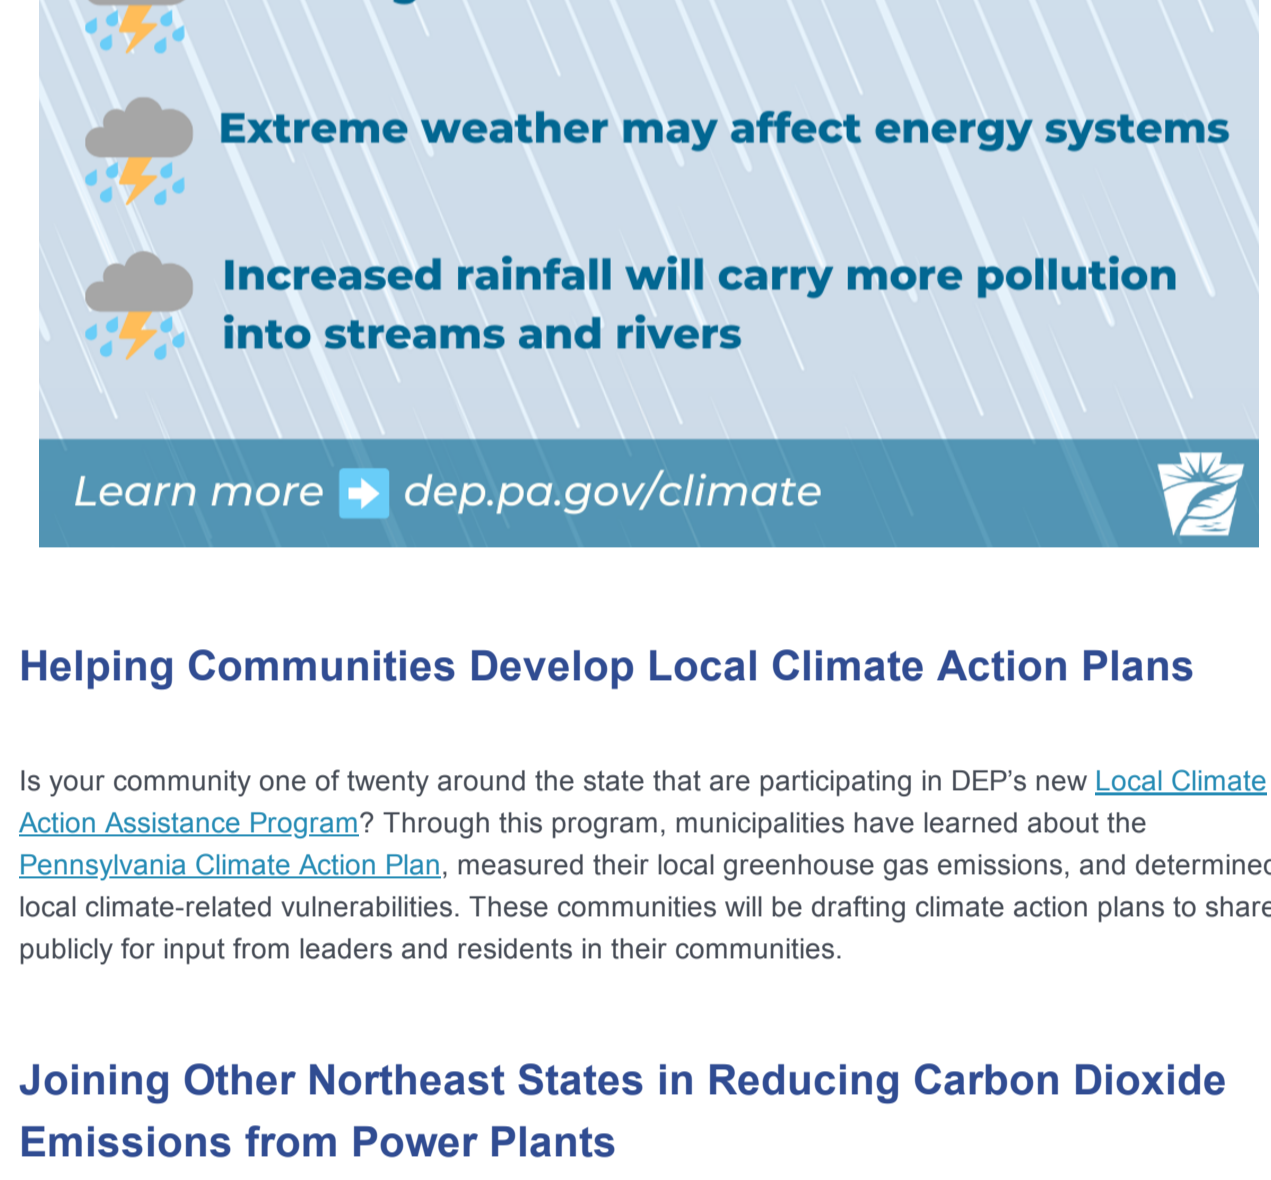 Extreme weather may affect energy systems
Increased rainfall will carry more pollution
into streams and rivers
Learn more ➡ dep.pa.gov/climate
Helping Communities Develop Local Climate Action Plans
Is your community one of twenty around the state that are participating in DEP’s new Local Climate
Action Assistance Program? Through this program, municipalities have learned about the
Pennsylvania Climate Action Plan, measured their local greenhouse gas emissions, and determined
local climate-related vulnerabilities. These communities will be drafting climate action plans to share
publicly for input from leaders and residents in their communities.
Joining Other Northeast States in Reducing Carbon Dioxide
Emissions from Power Plants